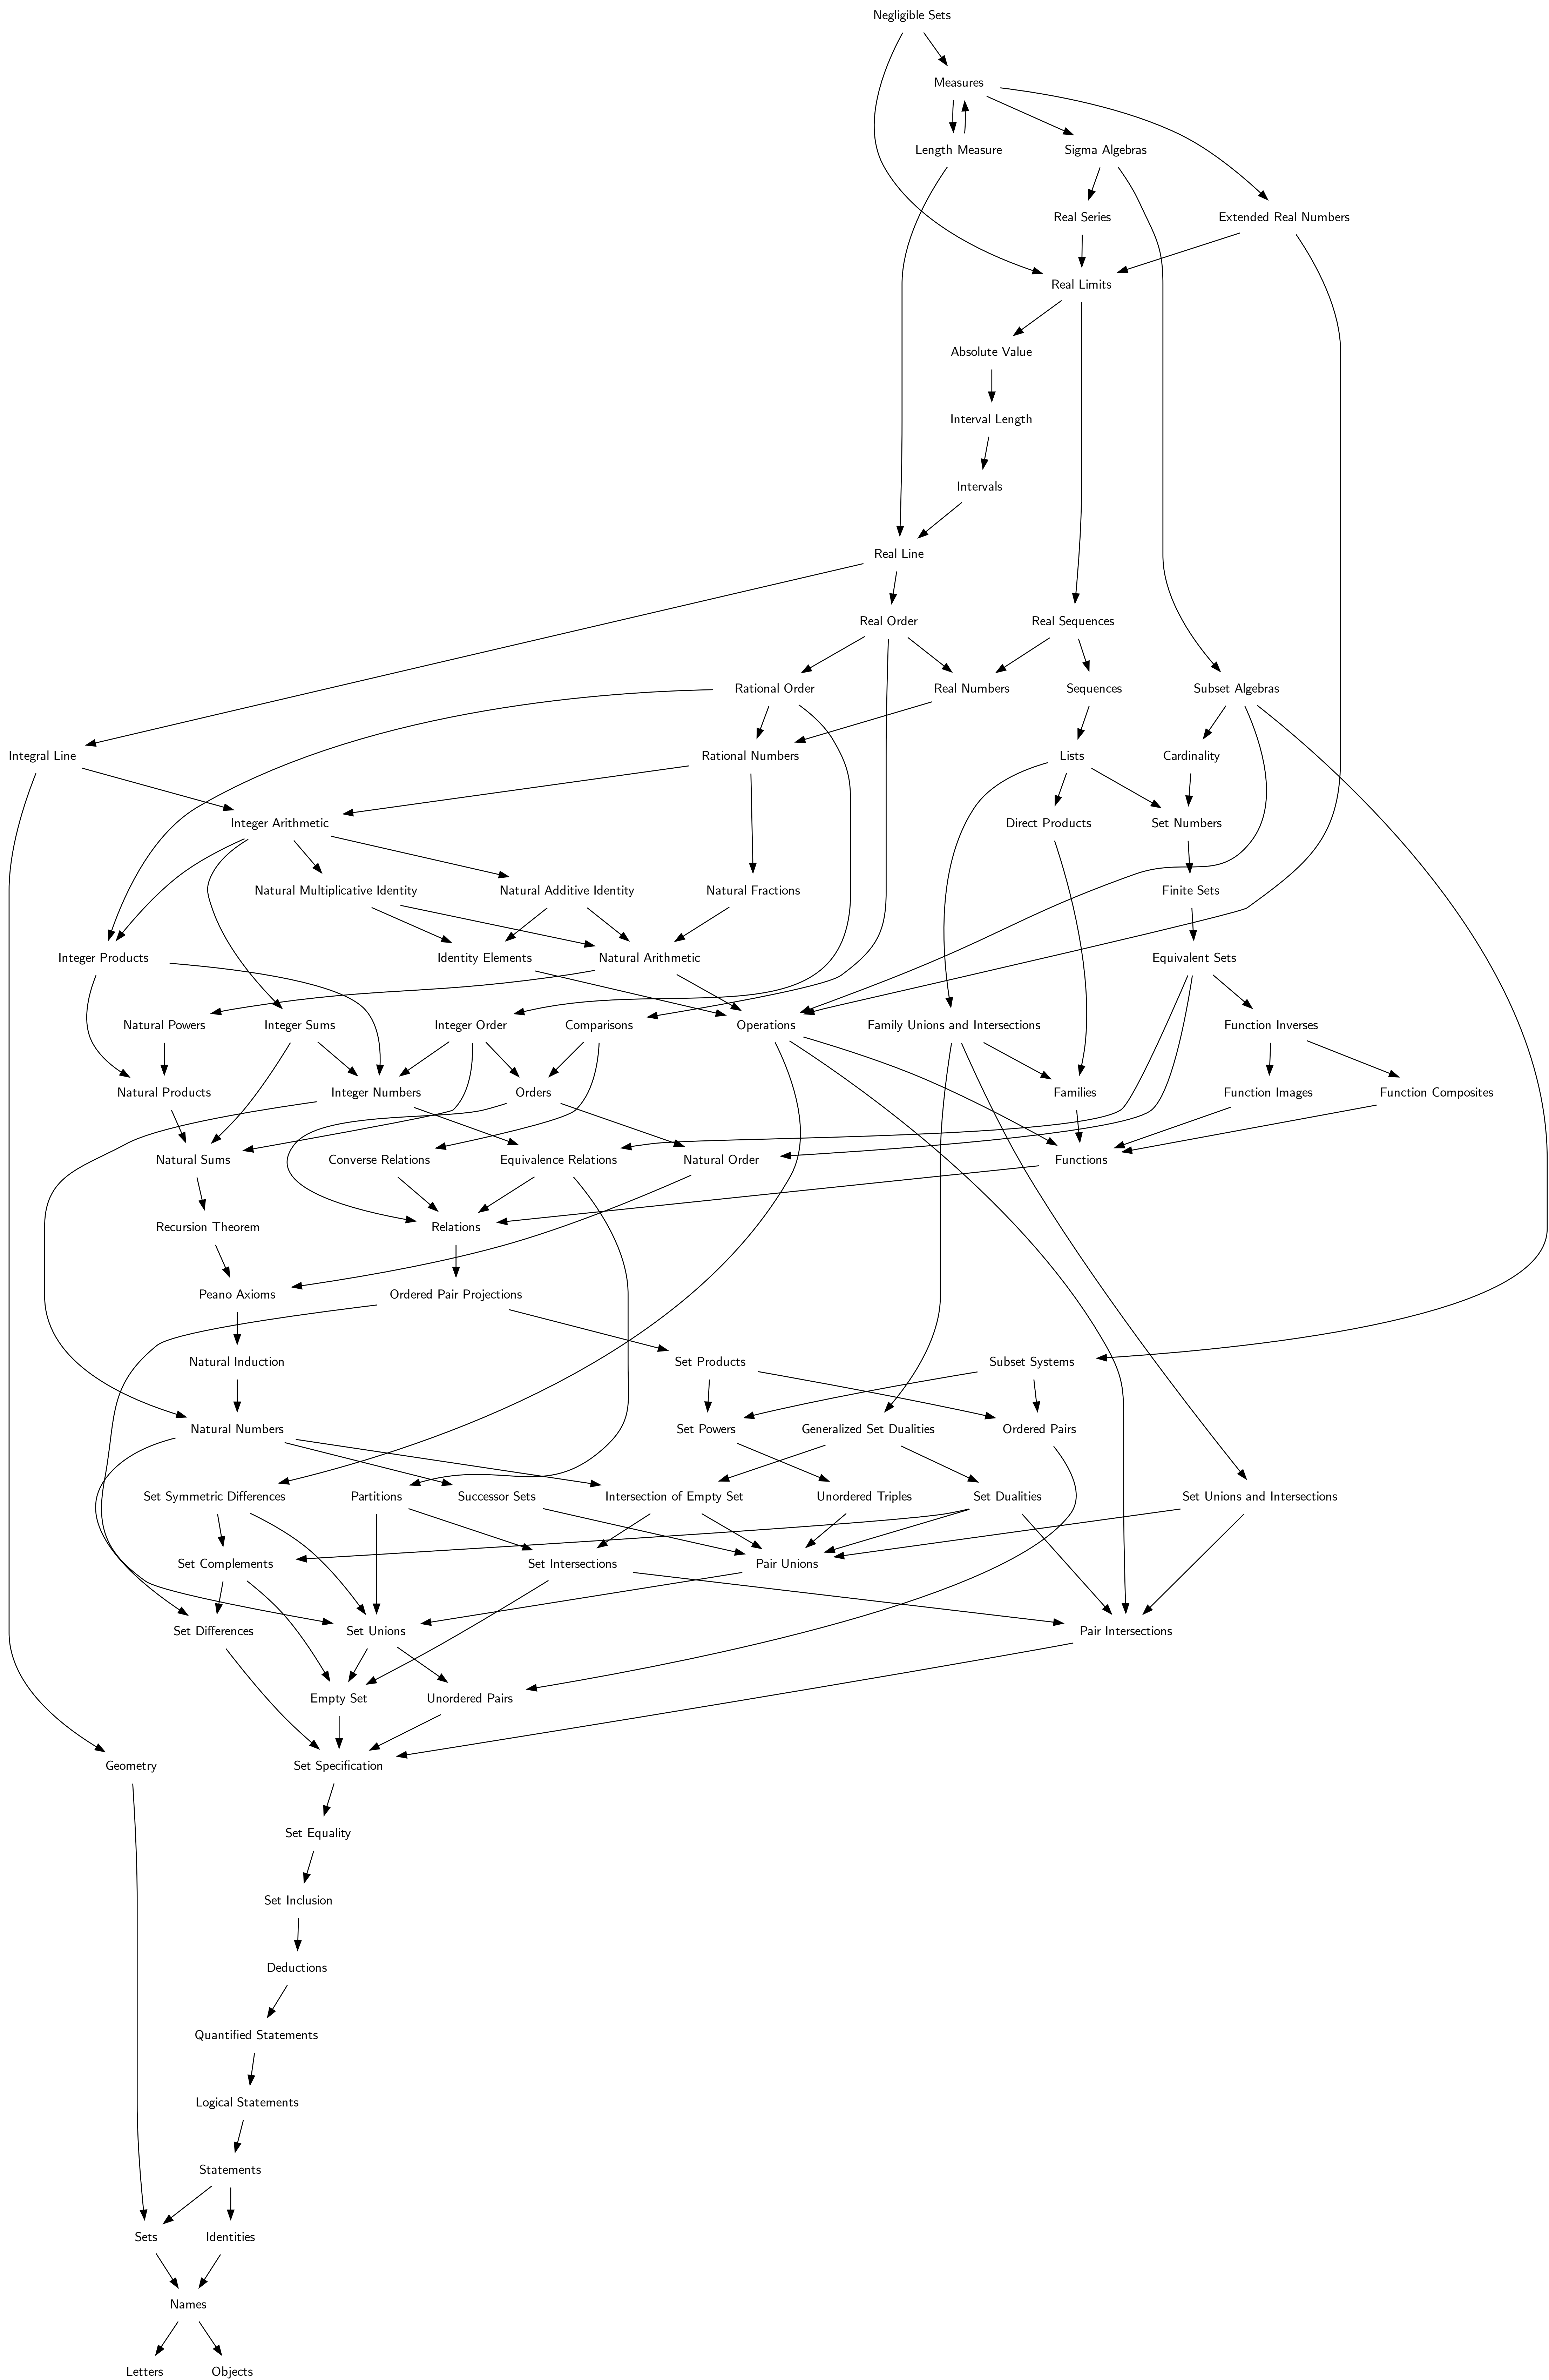 Negligible Sets
Measures
Length Measure
Sigma Algebras
Real Series
Extended Real Numbers
Real Limits
Absolute Value
Interval Length
Intervals
Real Line
Real Order
Real Sequences
Rational Order
Real Numbers
Sequences
Subset Algebras
Integral Line
Rational Numbers
Lists
Cardinality
Integer Arithmetic
Direct Products
Set Numbers
Natural Multiplicative Identity
Natural Additive Identity
Natural Fractions
Finite Sets
Integer Products
Identity Elements
Natural Arithmetic
Equivalent Sets
Natural Powers
Integer Sums
Integer Order
Comparisons
Operations
Family Unions and Intersections
Function Inverses
Natural Products
Integer Numbers
Orders
Families
Function Images
Function Composites
Natural Sums
Converse Relations
Equivalence Relations
Natural Order
Functions
Recursion Theorem
Relations
Peano Axioms
Ordered Pair Projections
Natural Induction
Set Products
Subset Systems
Natural Numbers
Set Powers
Generalized Set Dualities
Ordered Pairs
Set Symmetric Differences
Partitions
Successor Sets
Intersection of Empty Set
Unordered Triples
Set Dualities
Set Unions and Intersections
Set Complements
Set Intersections
Pair Unions
Set Differences
Set Unions
Pair Intersections
Empty Set
Unordered Pairs
Geometry
Set Specification
Set Equality
Set Inclusion
Deductions
Quantified Statements
Logical Statements
Statements
Sets
Identities
Names
Letters
Objects